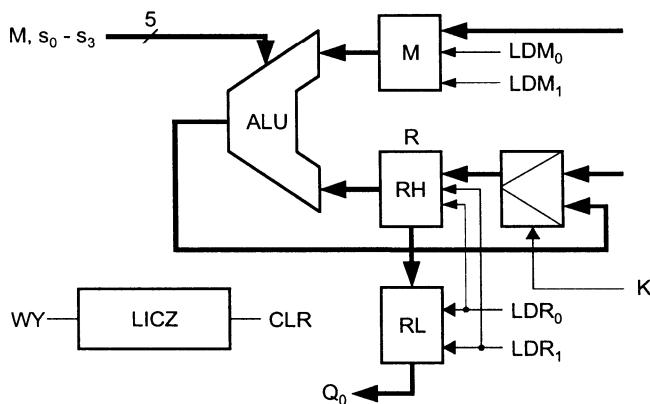 M, s₀ - s₃
5
M
LDM₀
LDM₁
ALU
R
RH
K
WY
LICZ
CLR
RL
LDR₀
LDR₁
Q₀